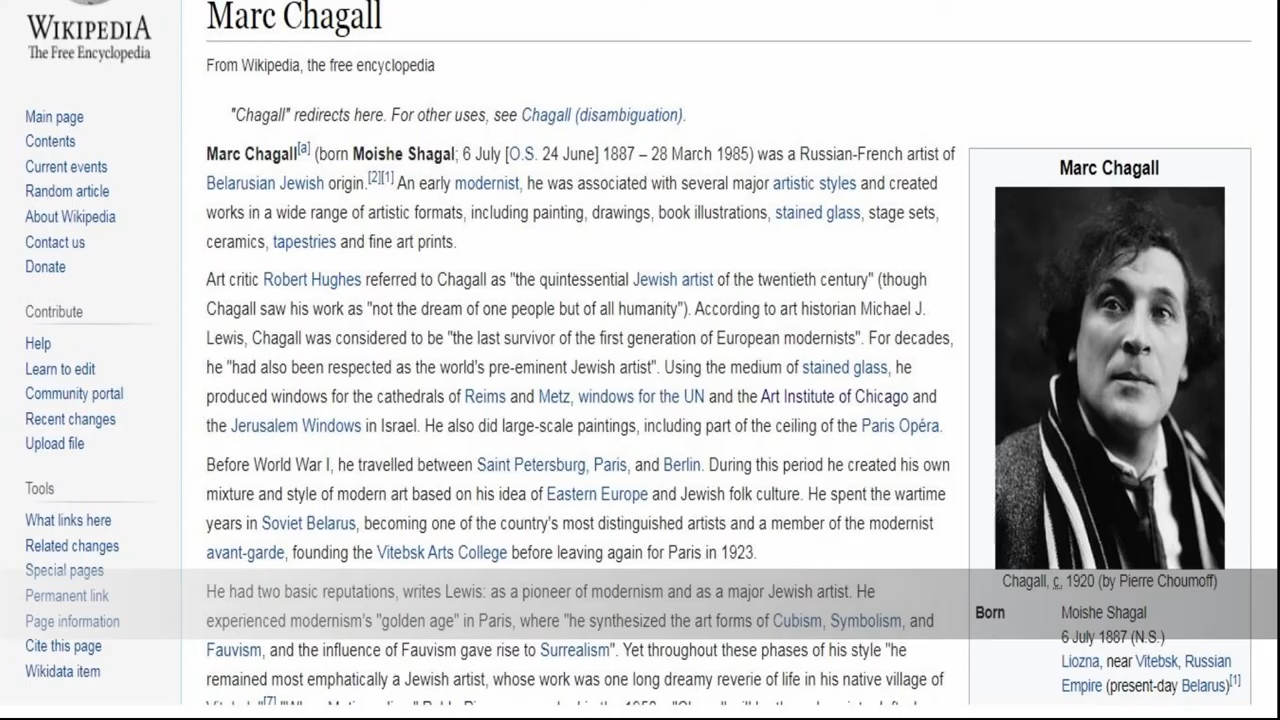 WIKIPEDIA
The Free Encyclopedia
Main page
Contents
Current events
Random article
About Wikipedia
Contact us
Donate
Contribute
Help
Learn to edit
Community portal
Recent changes
Upload file
Tools
What links here
Related changes
Special pages
Permanent link
Page information
Cite this page
Wikidata item
Marc Chagall
From Wikipedia, the free encyclopedia
"Chagall" redirects here. For other uses, see Chagall (disambiguation).
Marc Chagall[a] (born Moishe Shagal; 6 July [O.S. 24 June] 1887 – 28 March 1985) was a Russian-French artist of
Belarusian Jewish origin.[2][1] An early modernist, he was associated with several major artistic styles and created
works in a wide range of artistic formats, including painting, drawings, book illustrations, stained glass, stage sets,
ceramics, tapestries and fine art prints.
Art critic Robert Hughes referred to Chagall as "the quintessential Jewish artist of the twentieth century" (though
Chagall saw his work as "not the dream of one people but of all humanity"). According to art historian Michael J.
Lewis, Chagall was considered to be "the last survivor of the first generation of European modernists". For decades,
he "had also been respected as the world's pre-eminent Jewish artist". Using the medium of stained glass, he
produced windows for the cathedrals of Reims and Metz, windows for the UN and the Art Institute of Chicago and
the Jerusalem Windows in Israel. He also did large-scale paintings, including part of the ceiling of the Paris Opéra.
Before World War I, he travelled between Saint Petersburg, Paris, and Berlin. During this period he created his own
mixture and style of modern art based on his idea of Eastern Europe and Jewish folk culture. He spent the wartime
years in Soviet Belarus, becoming one of the country's most distinguished artists and a member of the modernist
avant-garde, founding the Vitebsk Arts College before leaving again for Paris in 1923.
He had two basic reputations, writes Lewis: as a pioneer of modernism and as a major Jewish artist. He
experienced modernism's "golden age" in Paris, where "he synthesized the art forms of Cubism, Symbolism, and
Fauvism, and the influence of Fauvism gave rise to Surrealism". Yet throughout these phases of his style "he
remained most emphatically a Jewish artist, whose work was one long dreamy reverie of life in his native village of
Marc Chagall
Chagall, c. 1920 (by Pierre Choumoff)
Born Moishe Shagal
6 July 1887 (N.S.)
Liozna, near Vitebsk, Russian
Empire (present-day Belarus)[1]